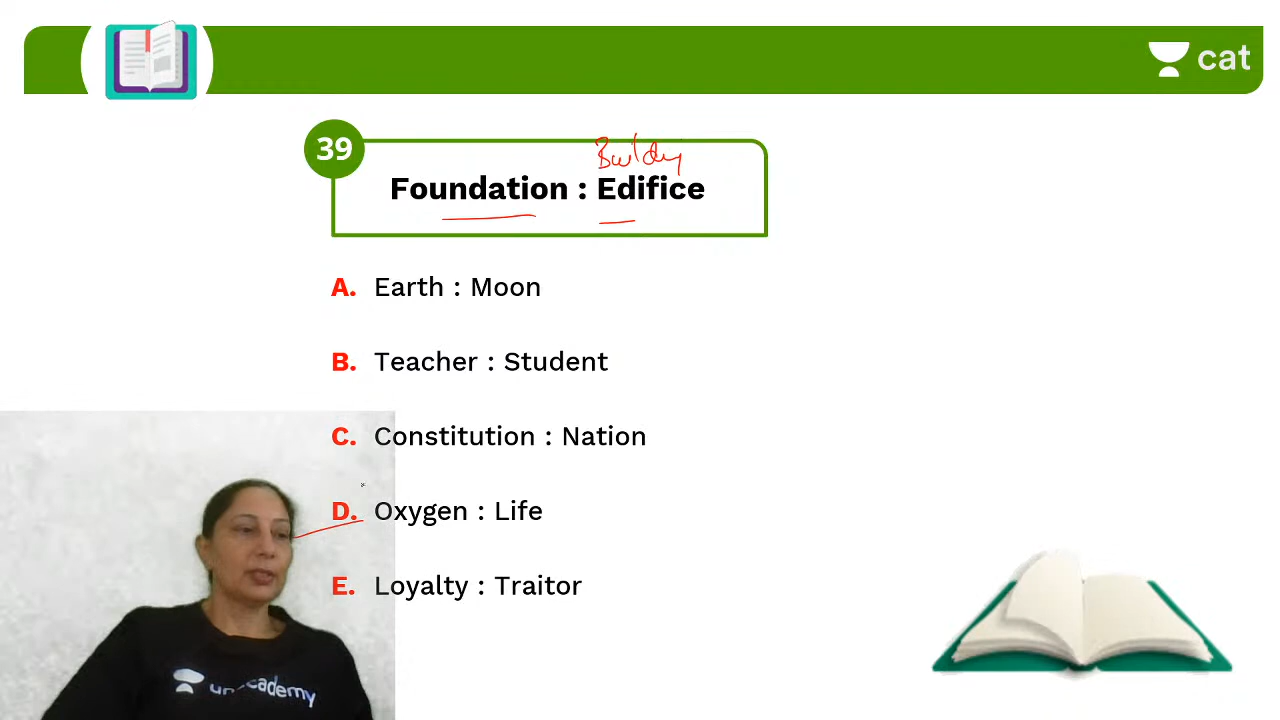 cat
39
Building
Foundation : Edifice
A. Earth : Moon
B. Teacher : Student
C. Constitution : Nation
D. Oxygen : Life
E. Loyalty : Traitor
unacademy